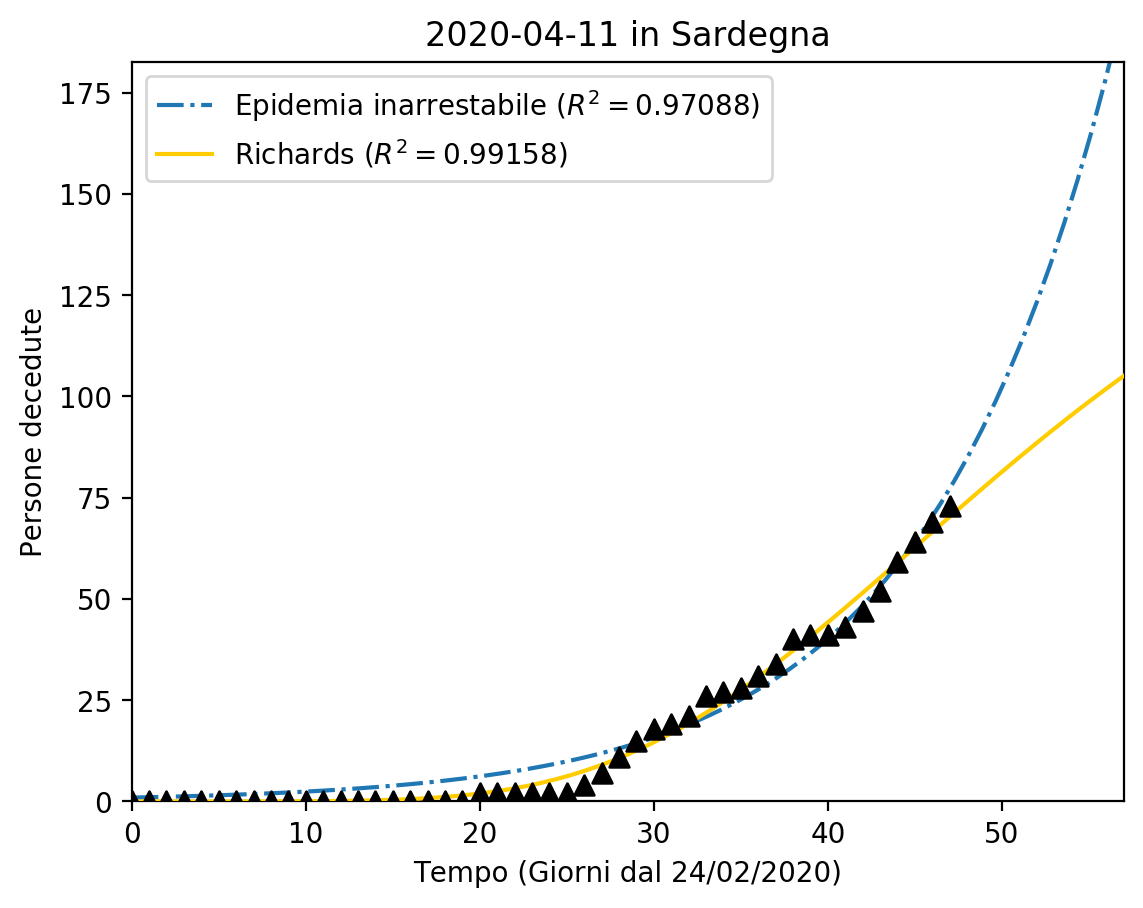 2020-04-11 in Sardegna
Epidemia inarrestabile (R² = 0.97088)
Richards (R² = 0.99158)
175
150
125
100
75
50
25
0
Persone decedute
0 10 20 30 40 50
Tempo (Giorni dal 24/02/2020)